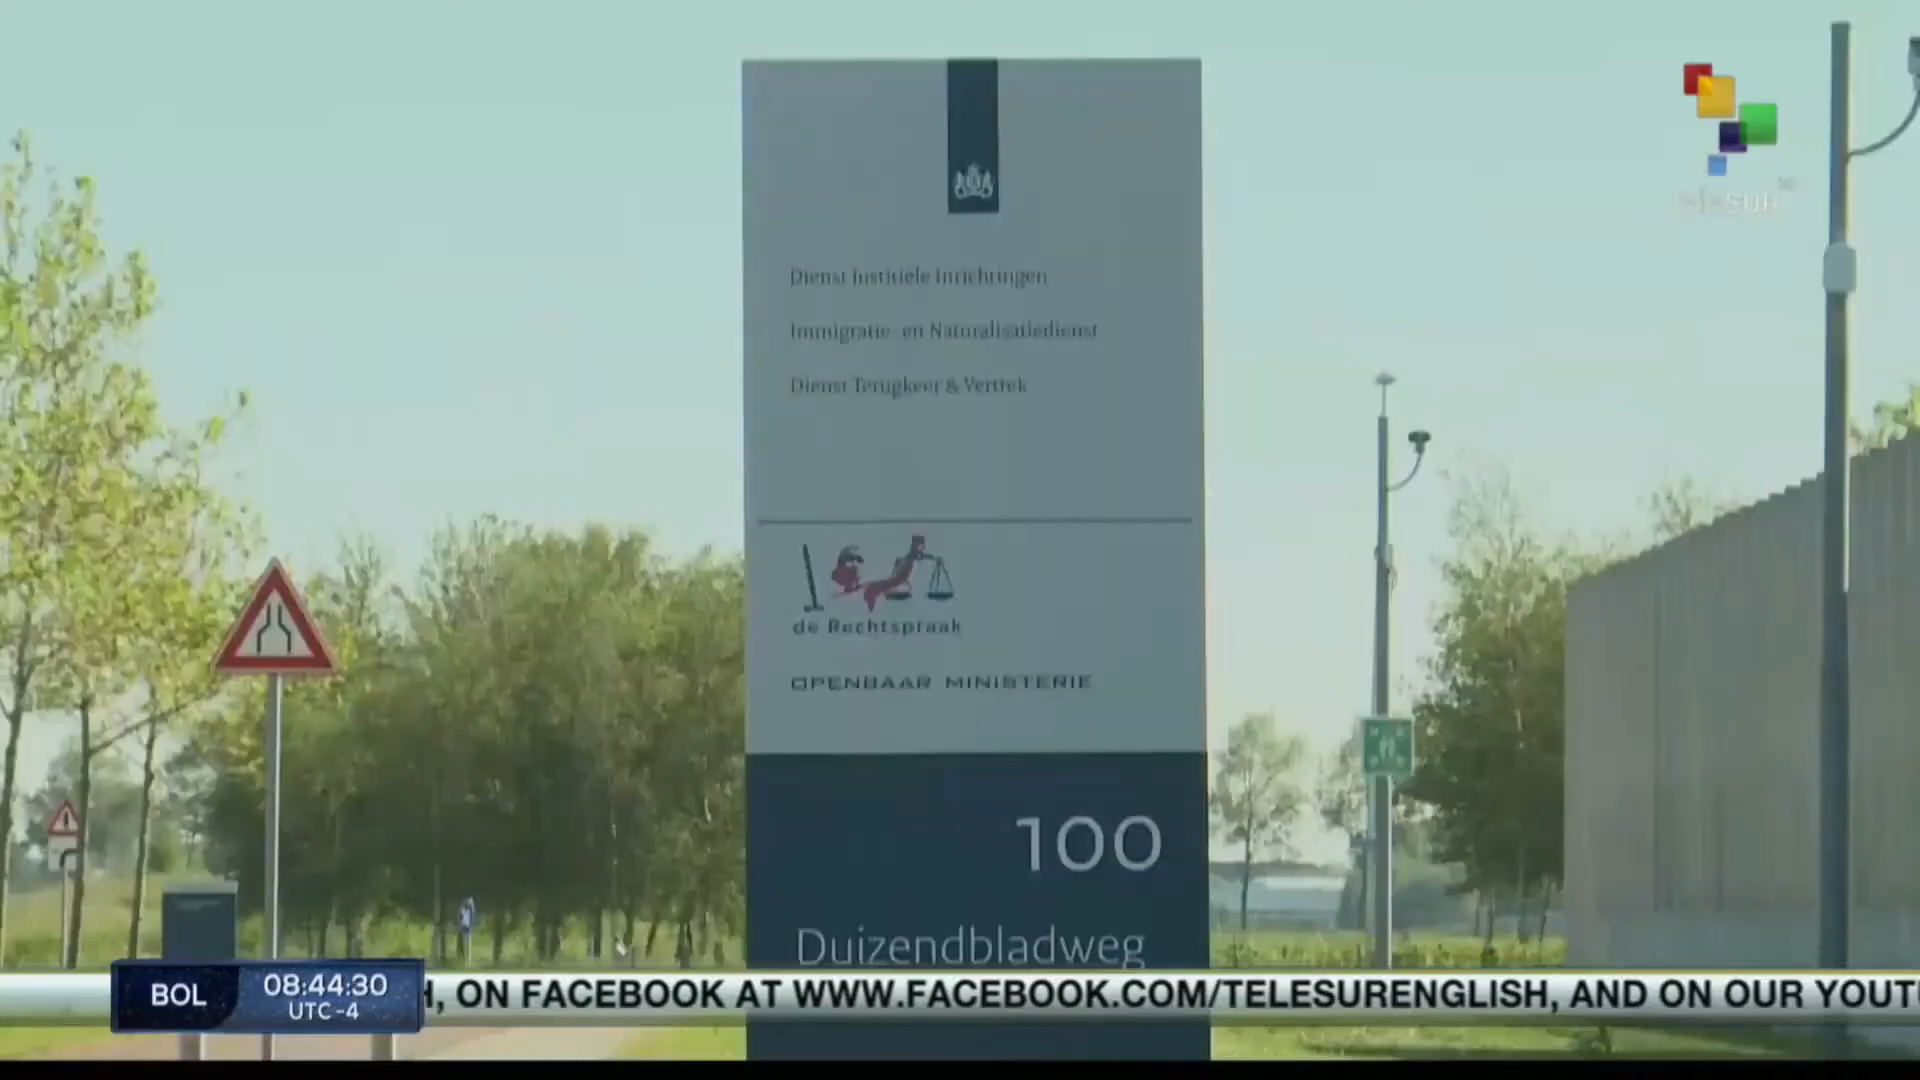 teleSUR
Dienst Justitiële Inrichtingen
Immigratie- en Naturalisatiedienst
Dienst Terugkeer & Vertrek
de Rechtspraak
OPENBAAR MINISTERIE
100
Duizendbladweg
BOL
08:44:30
UTC-4
H, ON FACEBOOK AT WWW.FACEBOOK.COM/TELESURENGLISH, AND ON OUR YOUT